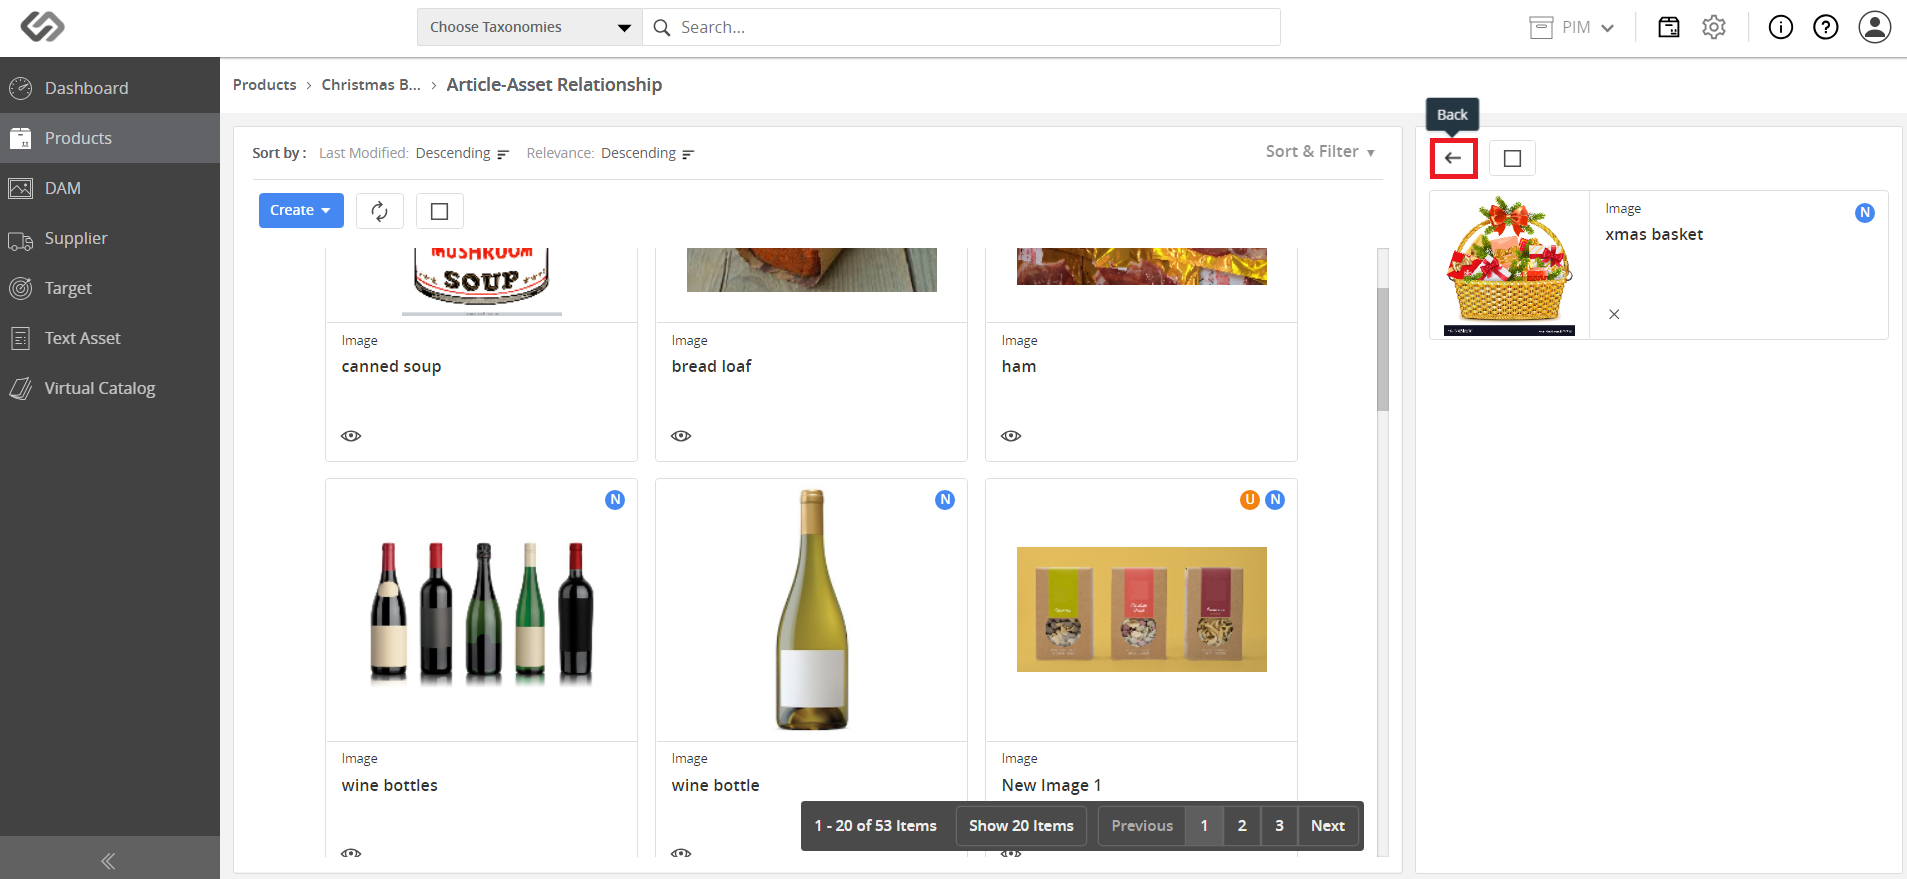 Choose Taxonomies
Search...
PIM
Dashboard
Products
DAM
Supplier
Target
Text Asset
Virtual Catalog
Products > Christmas B... > Article-Asset Relationship
Sort by : Last Modified: Descending Relevance: Descending
Sort & Filter
Create
MUSHROOM
SOUP
Image
canned soup
Image
bread loaf
Image
ham
N
N
U N
Image
wine bottles
Image
wine bottle
Image
New Image 1
1 - 20 of 53 Items Show 20 Items Previous 1 2 3 Next
Back
Image
xmas basket
N